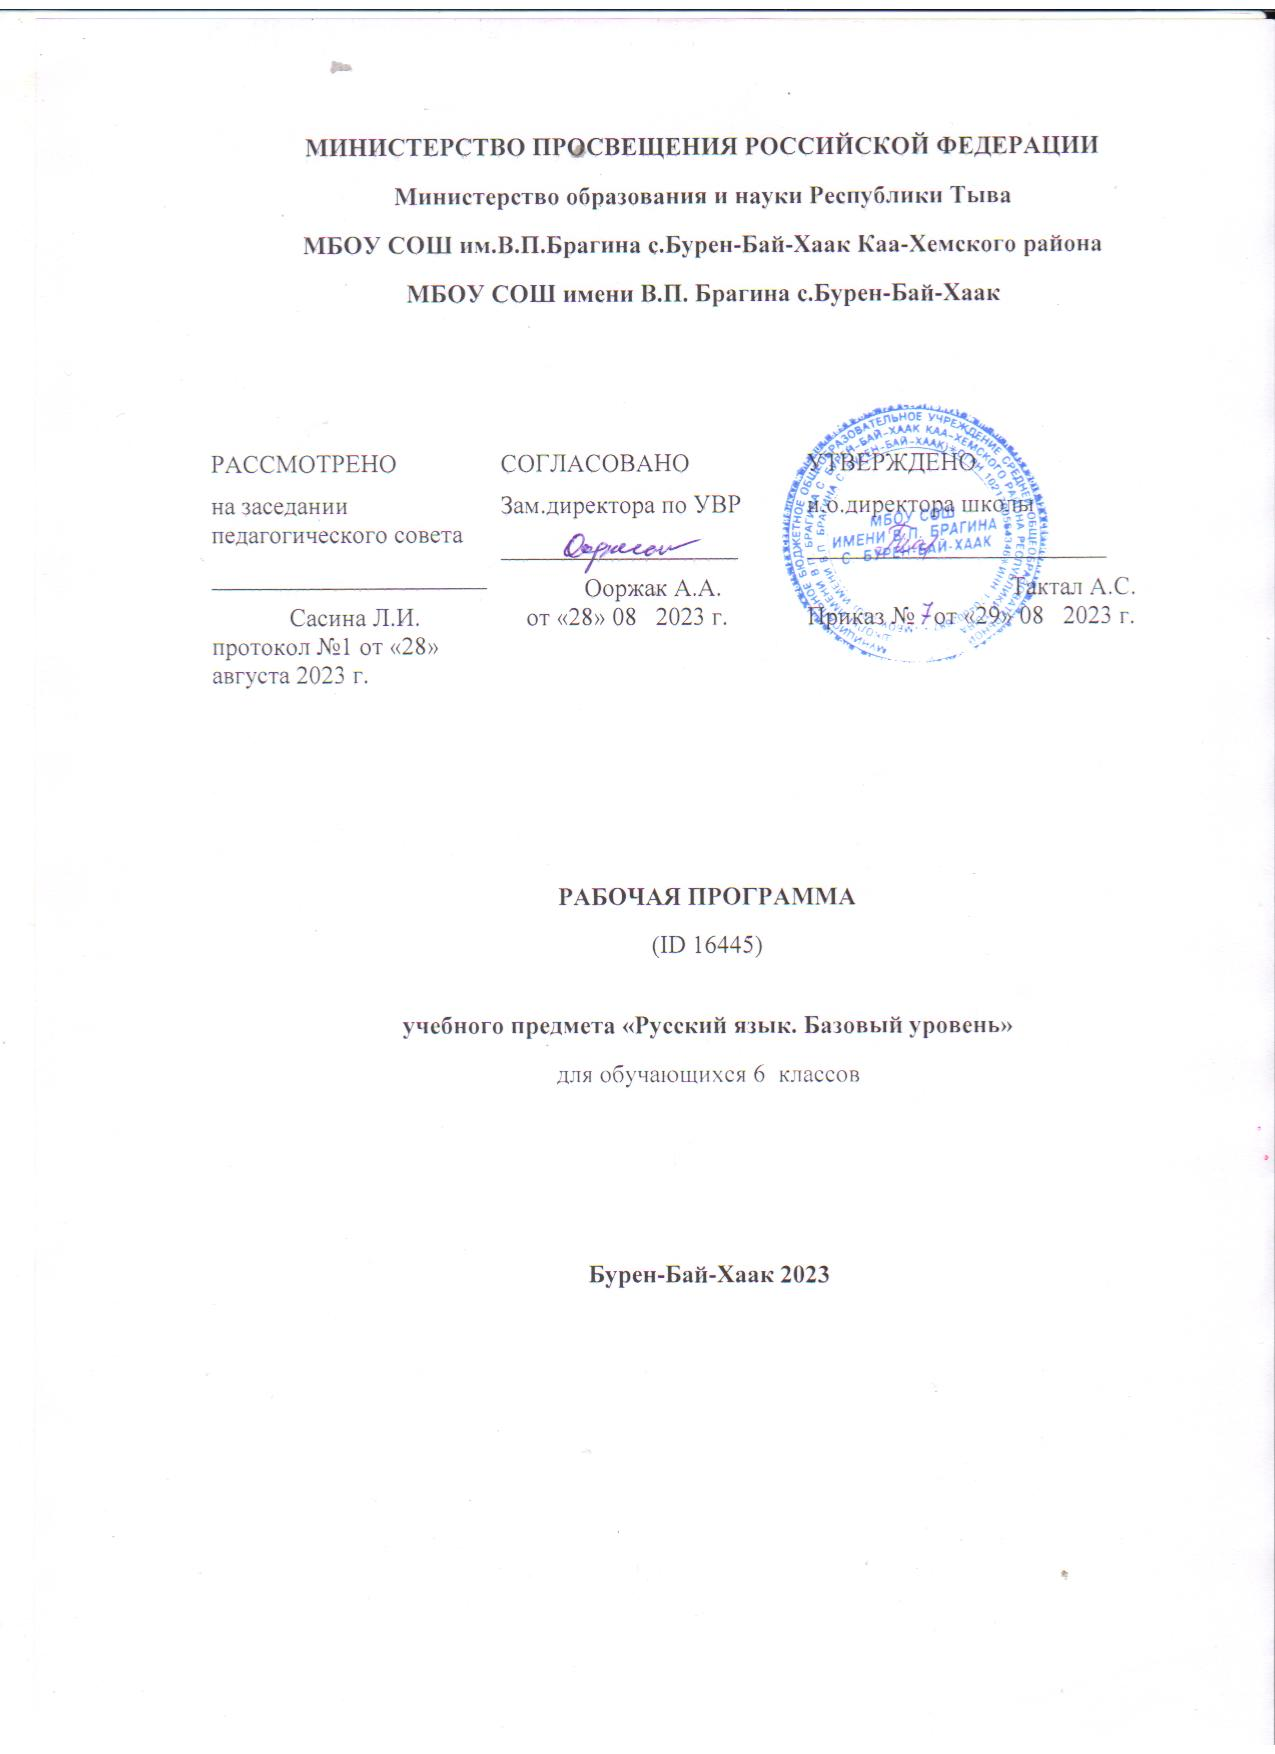 МИНИСТЕРСТВО ПРОСВЕЩЕНИЯ РОССИЙСКОЙ ФЕДЕРАЦИИ
Министерство образования и науки Республики Тыва
МБОУ СОШ им.В.П.Брагина с.Бурен-Бай-Хаак Каа-Хемского района
МБОУ СОШ имени В.П. Брагина с.Бурен-Бай-Хаак
РАССМОТРЕНО
на заседании
педагогического совета
Сасина Л.И.
протокол №1 от «28»
августа 2023 г.
СОГЛАСОВАНО
Зам.директора по УВР
Ооржак А.А.
от «28» 08 2023 г.
УТВЕРЖДЕНО
и.о.директора школы
Тактал А.С.
Приказ № 7 от «29» 08 2023 г.
МБОУ СОШ
ИМЕНИ В.П. БРАГИНА
С. БУРЕН-БАЙ-ХААК
РАБОЧАЯ ПРОГРАММА
(ID 16445)
учебного предмета «Русский язык. Базовый уровень»
для обучающихся 6 классов
Бурен-Бай-Хаак 2023